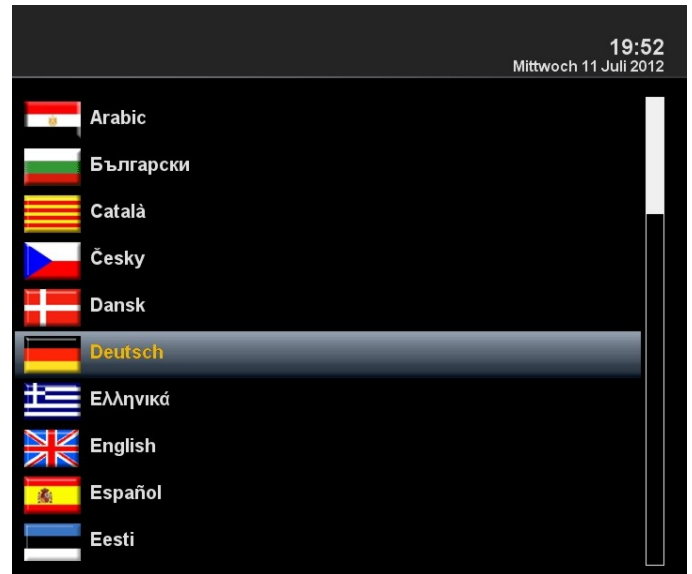 19:52
Mittwoch 11 Juli 2012
Arabic
Български
Català
Česky
Dansk
Deutsch
Ελληνικά
English
Español
Eesti